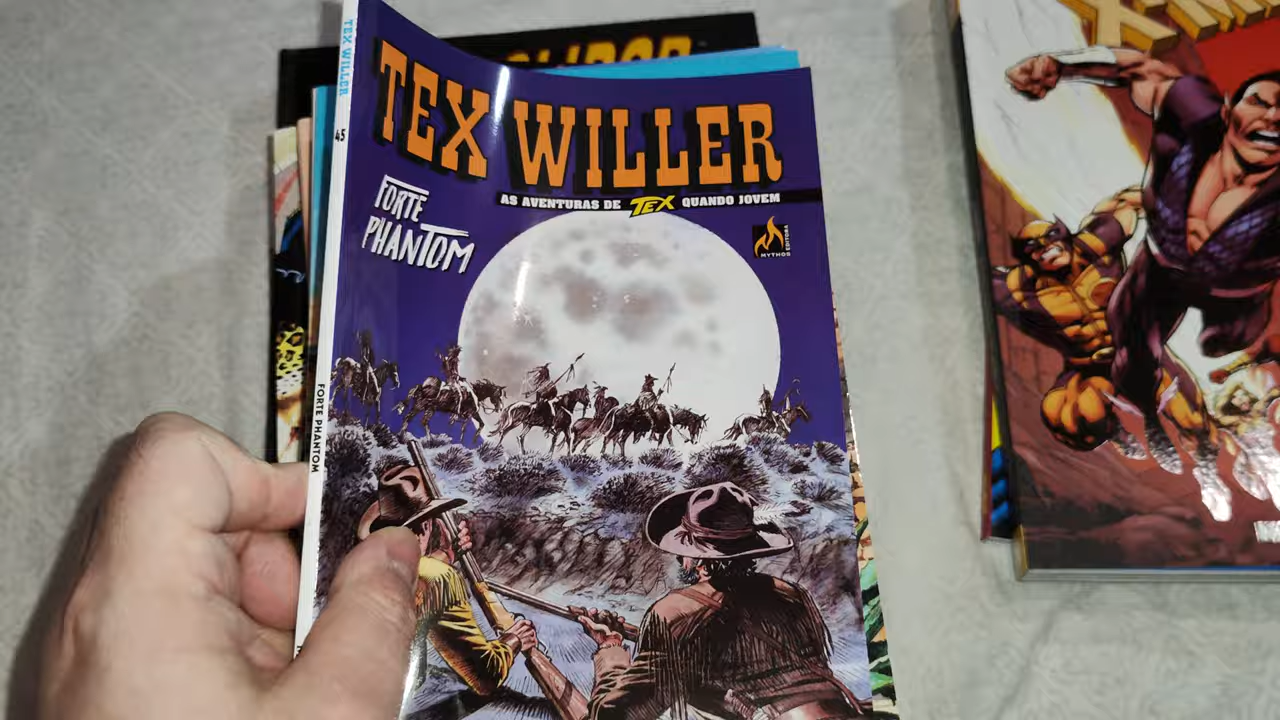 TEX WILLER
45
FORTE PHANTOM
TEX WILLER
AS AVENTURAS DE TEX QUANDO JOVEM
FORTE
PHANTOM
MYTHOS
EDITORA